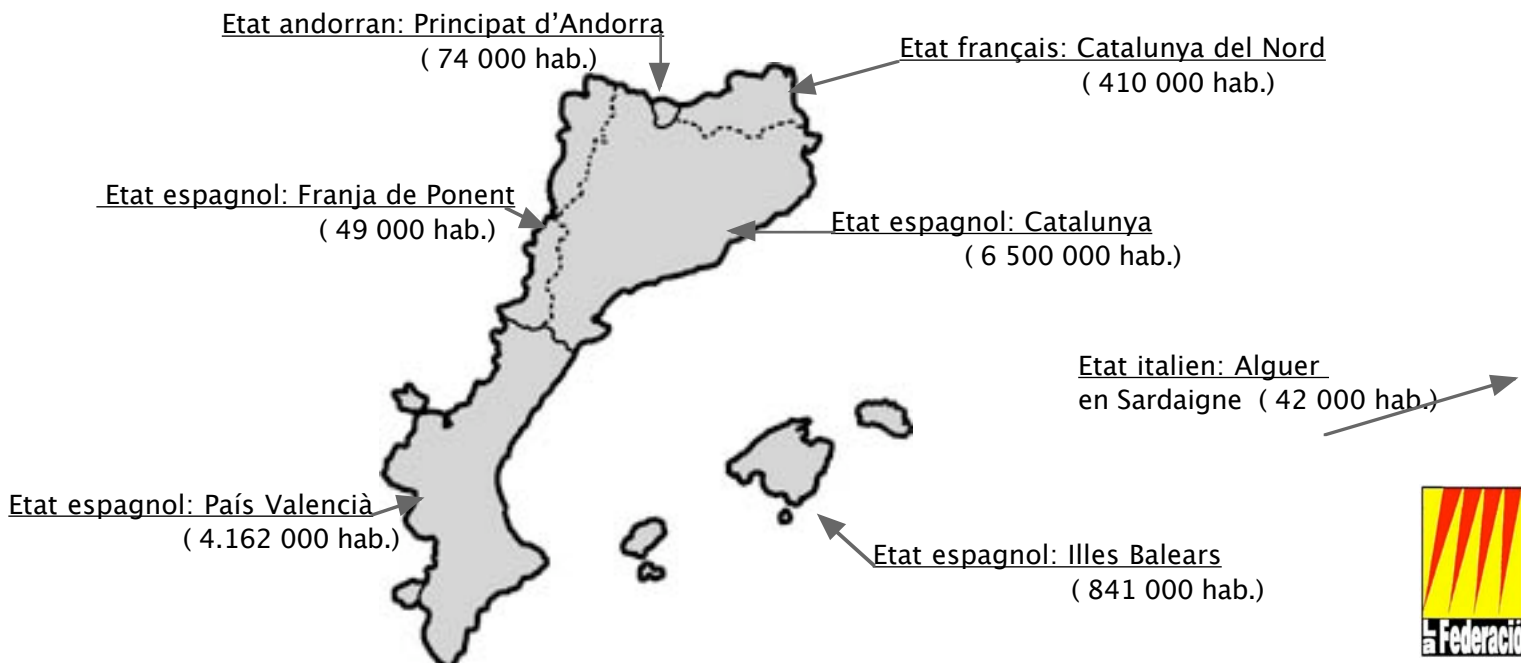 Etat andorran: Principat d'Andorra
( 74 000 hab.)
Etat français: Catalunya del Nord
( 410 000 hab.)
Etat espagnol: Franja de Ponent
( 49 000 hab.)
Etat espagnol: Catalunya
( 6 500 000 hab.)
Etat italien: Alguer
en Sardaigne ( 42 000 hab.)
Etat espagnol: País Valencià
( 4.162 000 hab.)
Etat espagnol: Illes Balears
( 841 000 hab.)
La Federació